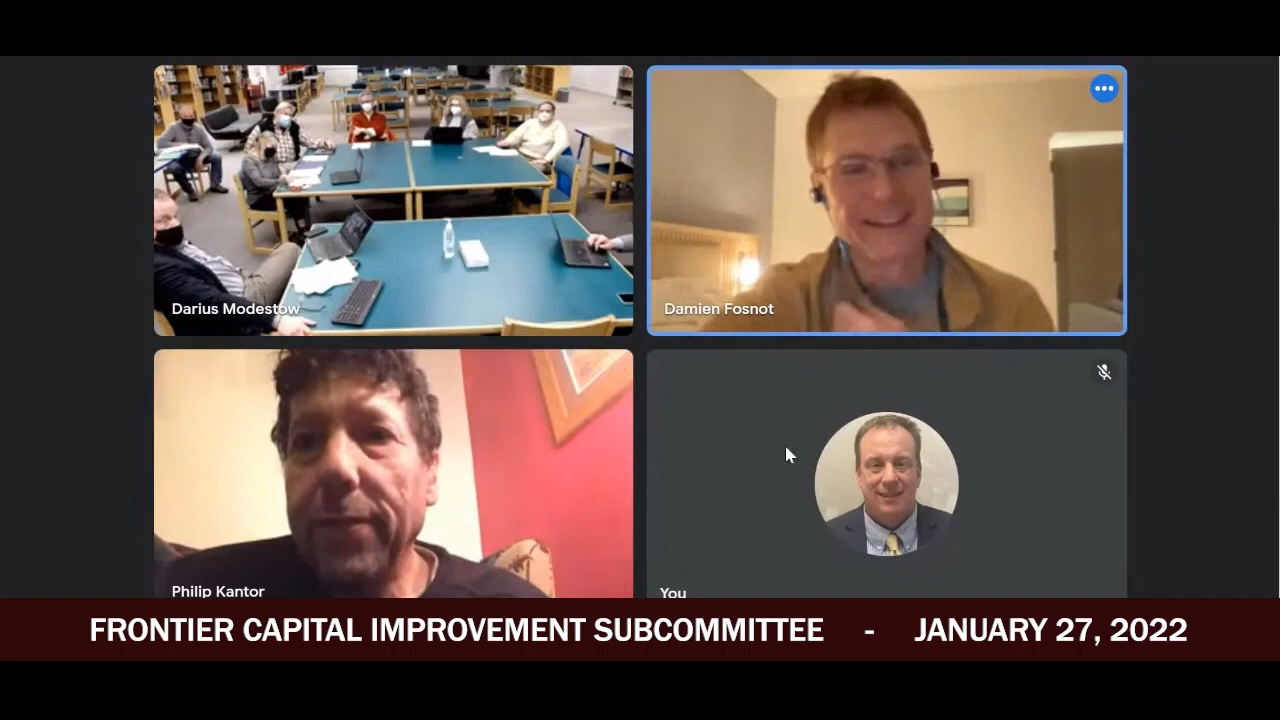 Darius Modestow
Damien Fosnot
Philip Kantor
You
FRONTIER CAPITAL IMPROVEMENT SUBCOMMITTEE - JANUARY 27, 2022